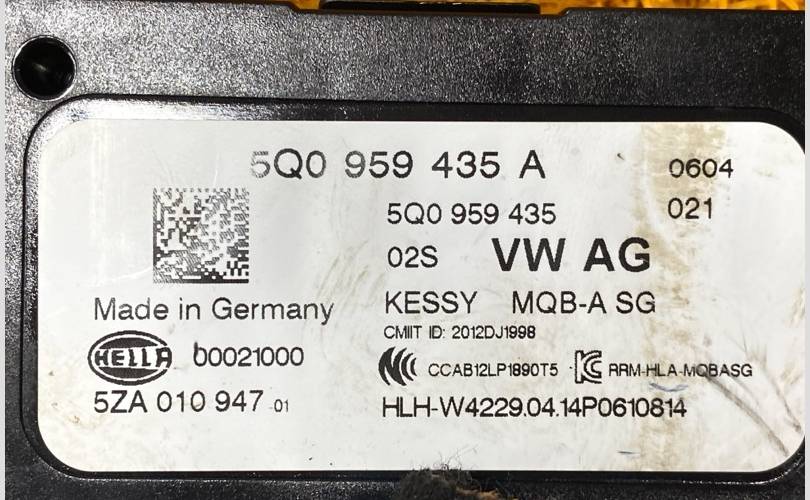 5Q0 959 435 A 0604
5Q0 959 435 021
02S VW AG
Made in Germany KESSY MQB-A SG
CMIIT ID: 2012DJ1998
HELLA b0021000 CCAB12LP1890T5 RRM-HLA-MQBASG
5ZA 010 947 -01 HLH-W4229.04.14P0610814